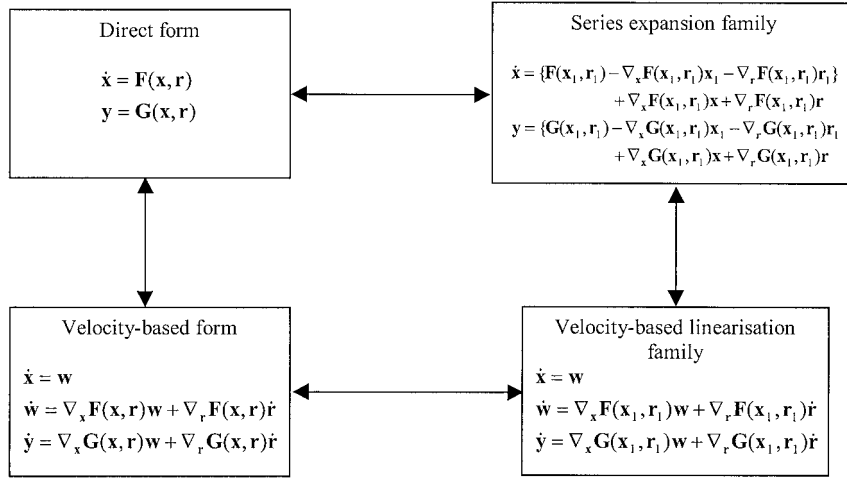 Direct form
ẋ = F(x, r)
y = G(x, r)
Series expansion family
ẋ = {F(x₁, r₁) − ∇ₓF(x₁, r₁)x₁ − ∇ᵣF(x₁, r₁)r₁}
+ ∇ₓF(x₁, r₁)x + ∇ᵣF(x₁, r₁)r
y = {G(x₁, r₁) − ∇ₓG(x₁, r₁)x₁ − ∇ᵣG(x₁, r₁)r₁
+ ∇ₓG(x₁, r₁)x + ∇ᵣG(x₁, r₁)r
Velocity-based form
ẋ = w
ẇ = ∇ₓF(x, r)w + ∇ᵣF(x, r)ṙ
ẏ = ∇ₓG(x, r)w + ∇ᵣG(x, r)ṙ
Velocity-based linearisation
family
ẋ = w
ẇ = ∇ₓF(x₁, r₁)w + ∇ᵣF(x₁, r₁)ṙ
ẏ = ∇ₓG(x₁, r₁)w + ∇ᵣG(x₁, r₁)ṙ